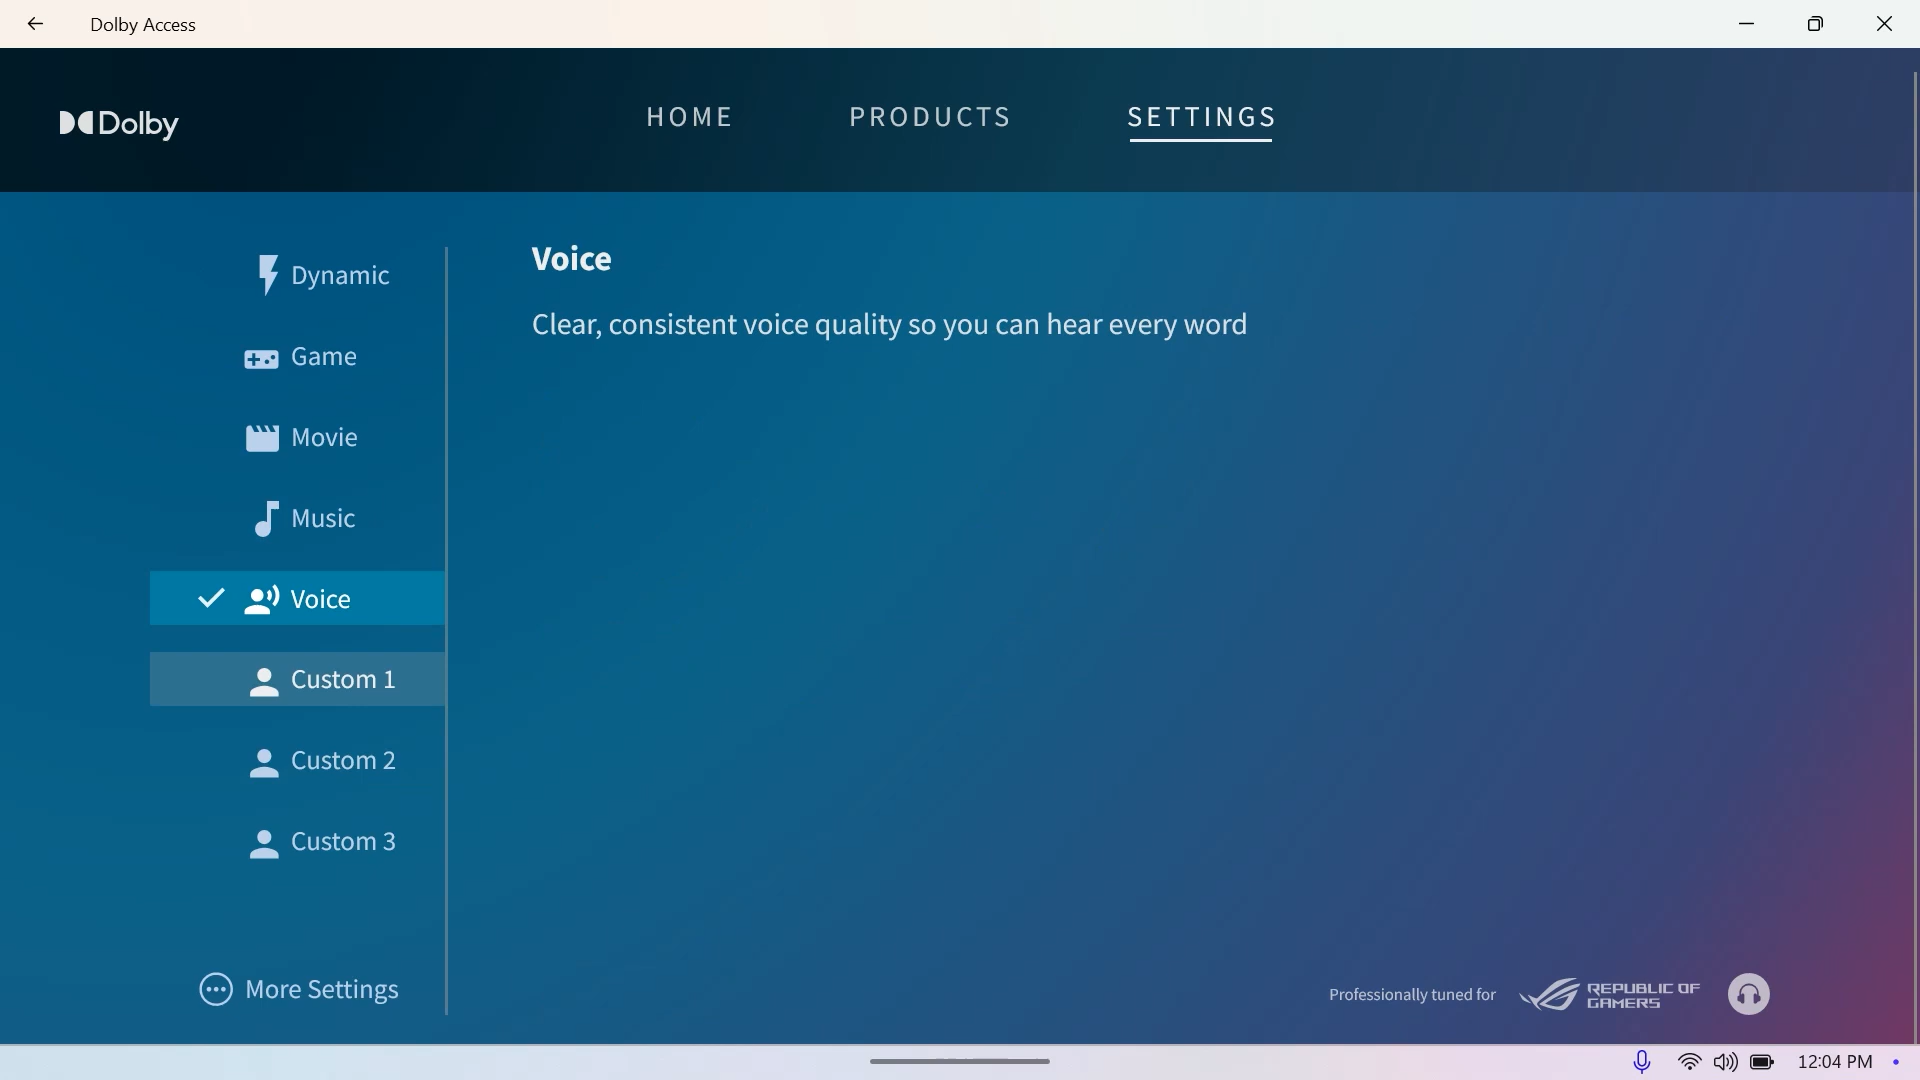 Dolby Access
Dolby
HOME
PRODUCTS
SETTINGS
Dynamic
Game
Movie
Music
Voice
Custom 1
Custom 2
Custom 3
More Settings
Voice
Clear, consistent voice quality so you can hear every word
Professionally tuned for
REPUBLIC OF
GAMERS
12:04 PM